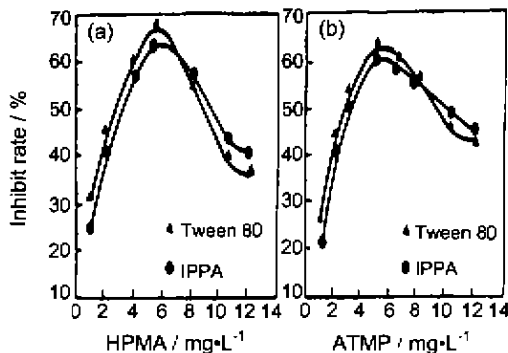 (a)
70
60
50
40
30
20
10
0 2 4 6 8 10 12 14
Inhibit rate / %
Tween 80
IPPA
HPMA / mg•L⁻¹
(b)
70
60
50
40
30
20
10
0 2 4 6 8 10 12 14
Tween 80
IPPA
ATMP / mg•L⁻¹